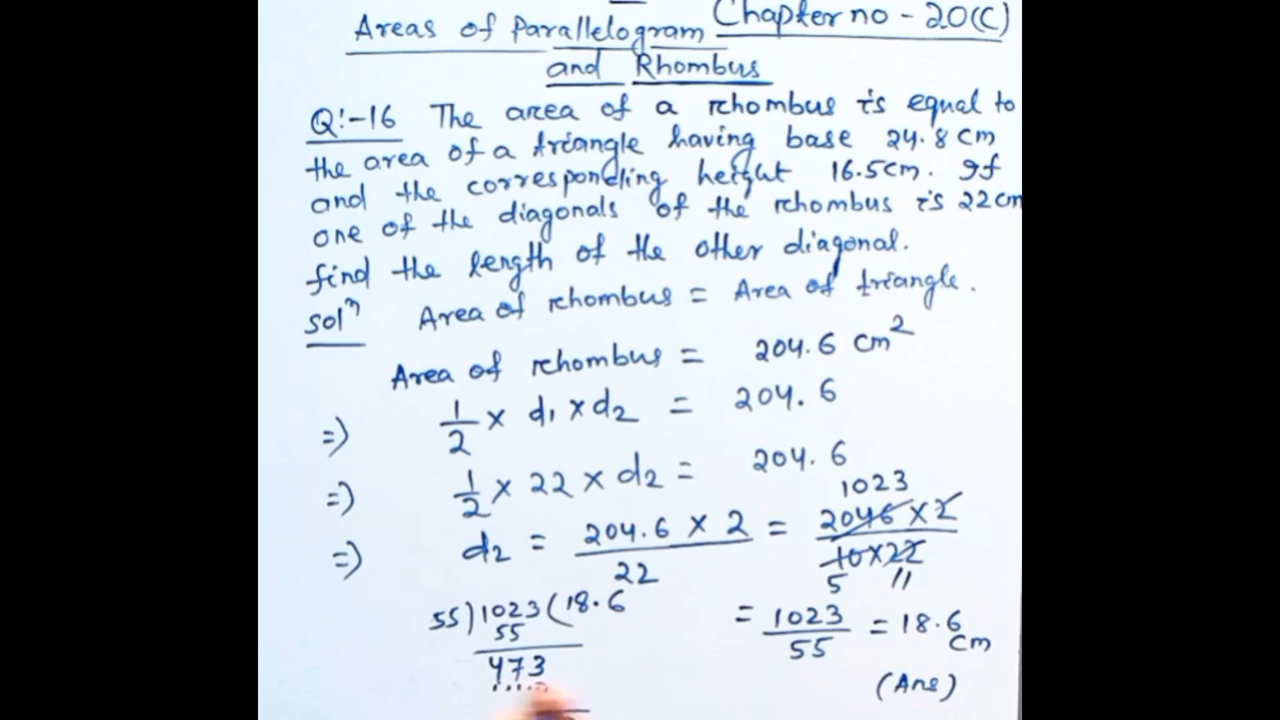 Areas of Parallelogram Chapter no - 20(C)
and Rhombus
Q:-16 The area of a rhombus is equal to
the area of a triangle having base 24.8 cm
and the corresponding height 16.5cm. If
one of the diagonals of the rhombus is 22cm
find the length of the other diagonal.
Solⁿ Area of rhombus = Area of triangle.
Area of rhombus = 204.6 cm²
=> 1/2 × d1 × d2 = 204.6
=> 1/2 × 22 × d2 = 204.6
=> d2 = 204.6 × 2 / 22 = 2046 × 2 / 10 × 22
1023
5 11
= 1023 / 55 = 18.6 cm
(Ans)
55) 1023 (18.6
55
473